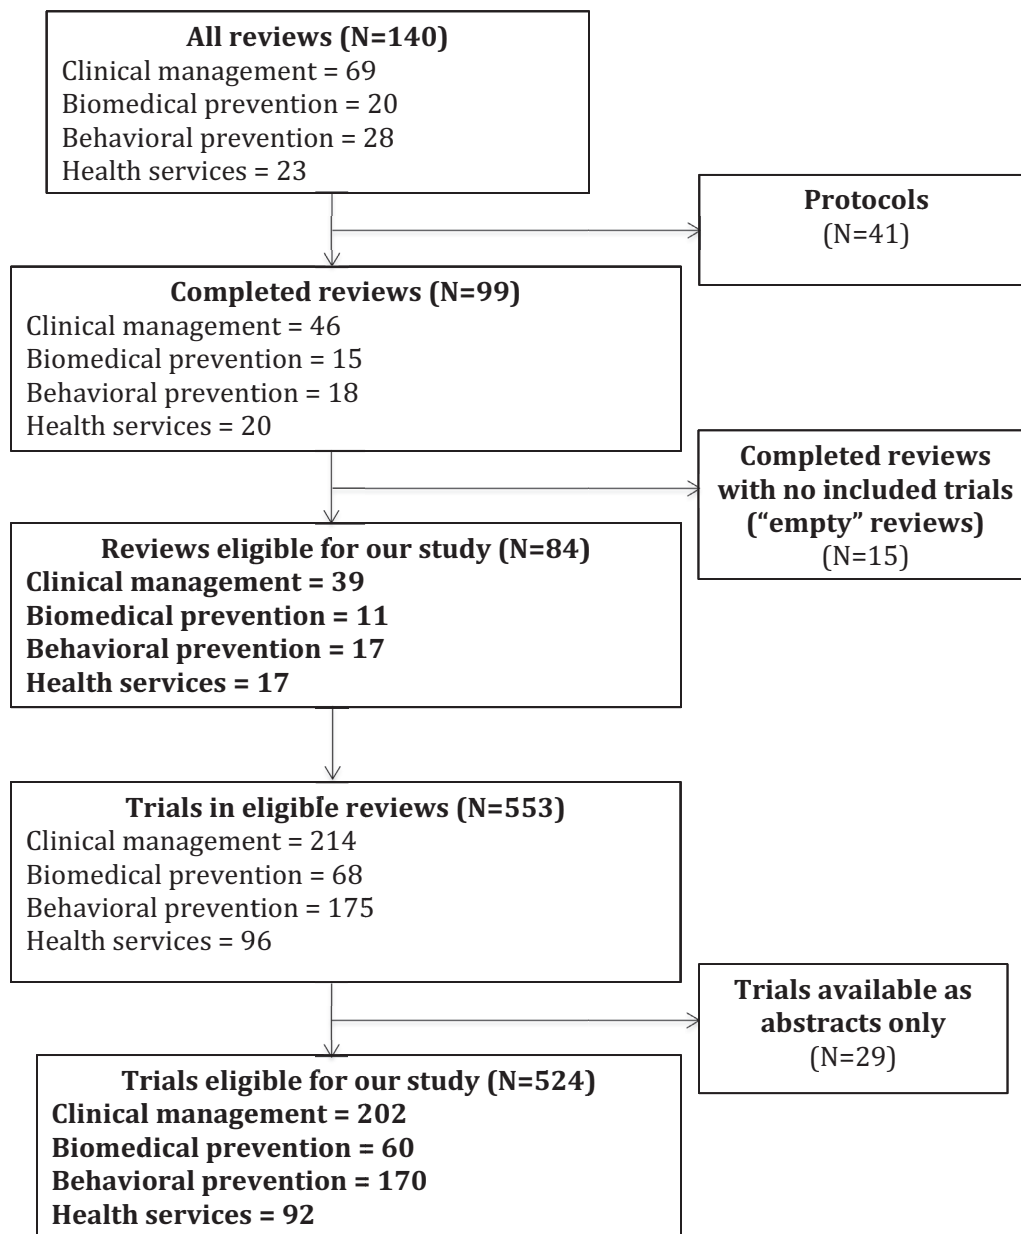 All reviews (N=140)
Clinical management = 69
Biomedical prevention = 20
Behavioral prevention = 28
Health services = 23
Protocols
(N=41)
Completed reviews (N=99)
Clinical management = 46
Biomedical prevention = 15
Behavioral prevention = 18
Health services = 20
Completed reviews
with no included trials
(“empty” reviews)
(N=15)
Reviews eligible for our study (N=84)
Clinical management = 39
Biomedical prevention = 11
Behavioral prevention = 17
Health services = 17
Trials in eligible reviews (N=553)
Clinical management = 214
Biomedical prevention = 68
Behavioral prevention = 175
Health services = 96
Trials available as
abstracts only
(N=29)
Trials eligible for our study (N=524)
Clinical management = 202
Biomedical prevention = 60
Behavioral prevention = 170
Health services = 92